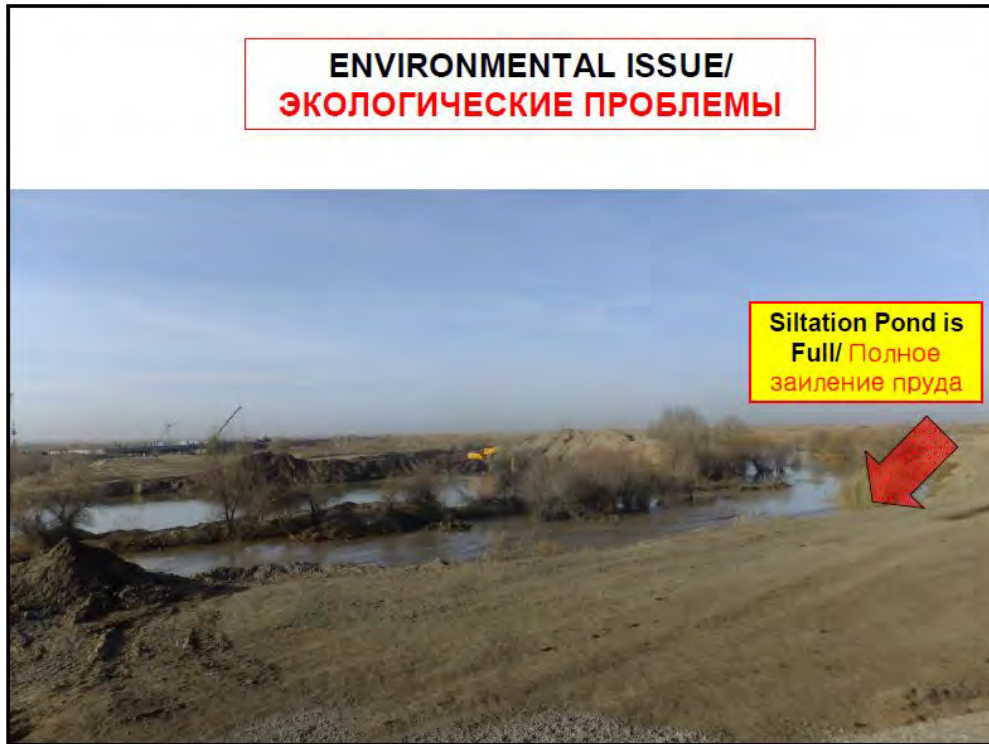 ENVIRONMENTAL ISSUE/
ЭКОЛОГИЧЕСКИЕ ПРОБЛЕМЫ
Siltation Pond is
Full/ Полное
заиление пруда